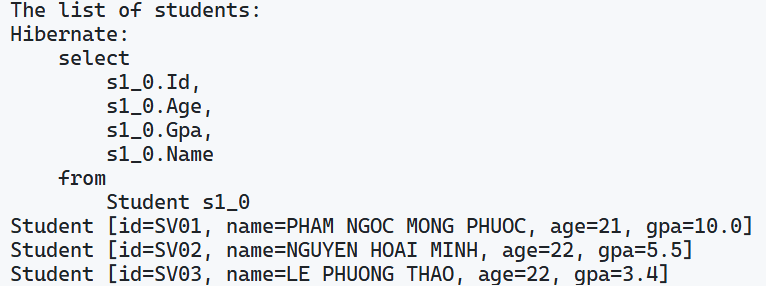 The list of students:
Hibernate:
    select
        s1_0.Id,
        s1_0.Age,
        s1_0.Gpa,
        s1_0.Name
    from
        Student s1_0
Student [id=SV01, name=PHAM NGOC MONG PHUOC, age=21, gpa=10.0]
Student [id=SV02, name=NGUYEN HOAI MINH, age=22, gpa=5.5]
Student [id=SV03, name=LE PHUONG THAO, age=22, gpa=3.4]